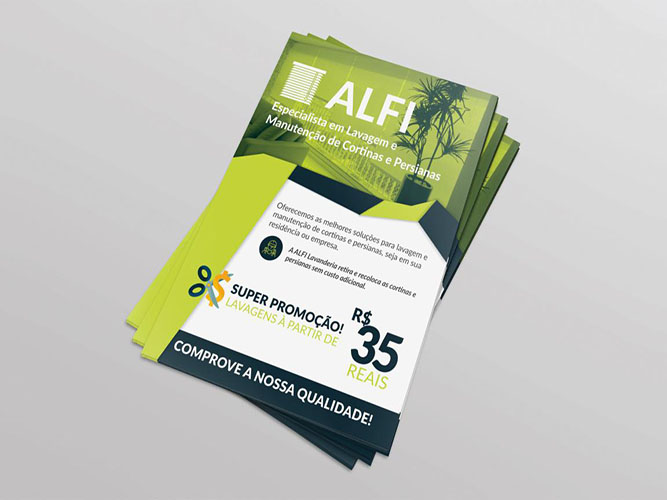 ALFI
Especialista em Lavagem e
Manutenção de Cortinas e Persianas
Oferecemos as melhores soluções para lavagem e
manutenção de cortinas e persianas, seja em sua
residência ou empresa.
A ALFI Lavanderia retira e recoloca as cortinas e
persianas sem custo adicional.
SUPER PROMOÇÃO!
LAVAGENS À PARTIR DE
R$
35
REAIS
COMPROVE A NOSSA QUALIDADE!